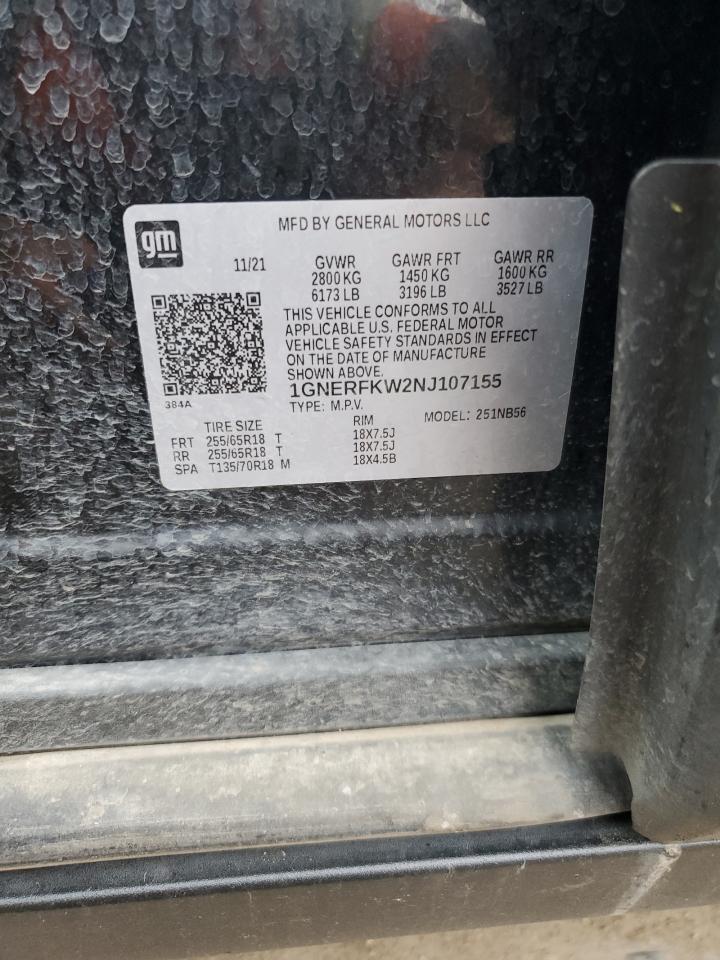 MFD BY GENERAL MOTORS LLC
gm
11/21 GVWR GAWR FRT GAWR RR
2800 KG 1450 KG 1600 KG
6173 LB 3196 LB 3527 LB
THIS VEHICLE CONFORMS TO ALL
APPLICABLE U.S. FEDERAL MOTOR
VEHICLE SAFETY STANDARDS IN EFFECT
ON THE DATE OF MANUFACTURE
SHOWN ABOVE.
1GNERFKW2NJ107155
384A
TYPE: M.P.V. MODEL: 251NB56
TIRE SIZE RIM
FRT 255/65R18 T 18X7.5J
RR 255/65R18 T 18X7.5J
SPA T135/70R18 M 18X4.5B